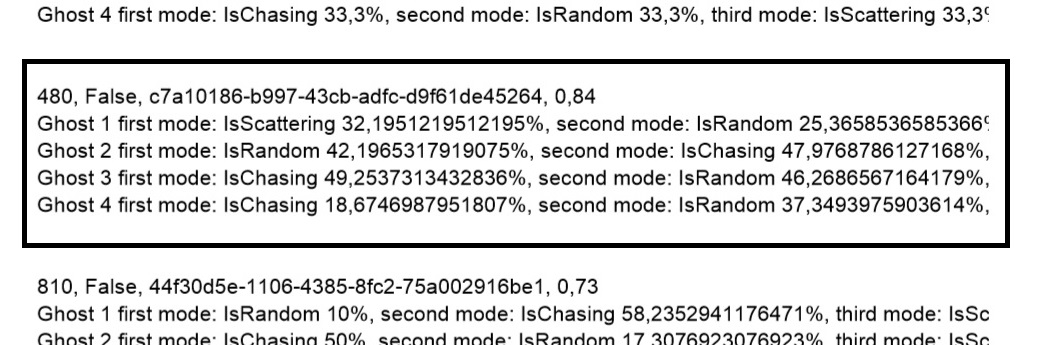 Ghost 4 first mode: IsChasing 33,3%, second mode: IsRandom 33,3%, third mode: IsScattering 33,3
480, False, c7a10186-b997-43cb-adfc-d9f61de45264, 0,84
Ghost 1 first mode: IsScattering 32,1951219512195%, second mode: IsRandom 25,3658536585366
Ghost 2 first mode: IsRandom 42,1965317919075%, second mode: IsChasing 47,9768786127168%,
Ghost 3 first mode: IsChasing 49,2537313432836%, second mode: IsRandom 46,2686567164179%,
Ghost 4 first mode: IsChasing 18,6746987951807%, second mode: IsRandom 37,3493975903614%,
810, False, 44f30d5e-1106-4385-8fc2-75a002916be1, 0,73
Ghost 1 first mode: IsRandom 10%, second mode: IsChasing 58,2352941176471%, third mode: IsSc
Ghost 2 first mode: IsChasing 50%, second mode: IsRandom 17,3076923076923%, third mode: IsSc